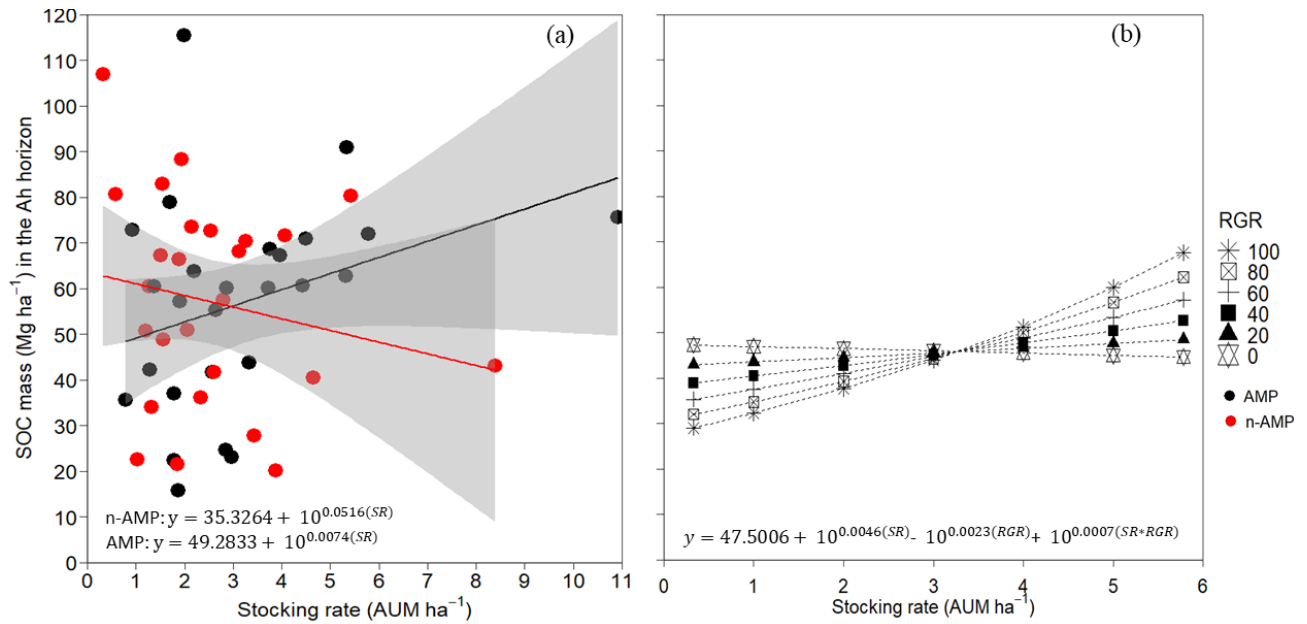 (a)
SOC mass (Mg ha⁻¹) in the Ah horizon
120
110
100
90
80
70
60
50
40
30
20
10
0
n-AMP: y = 35.3264 + 10^0.0516(SR)
AMP: y = 49.2833 + 10^0.0074(SR)
0 1 2 3 4 5 6 7 8 9 10 11
Stocking rate (AUM ha⁻¹)
(b)
y = 47.5006 + 10^0.0046(SR) - 10^0.0023(RGR) + 10^0.0007(SR*RGR)
0 1 2 3 4 5 6
Stocking rate (AUM ha⁻¹)
RGR
100
80
60
40
20
0
AMP
n-AMP